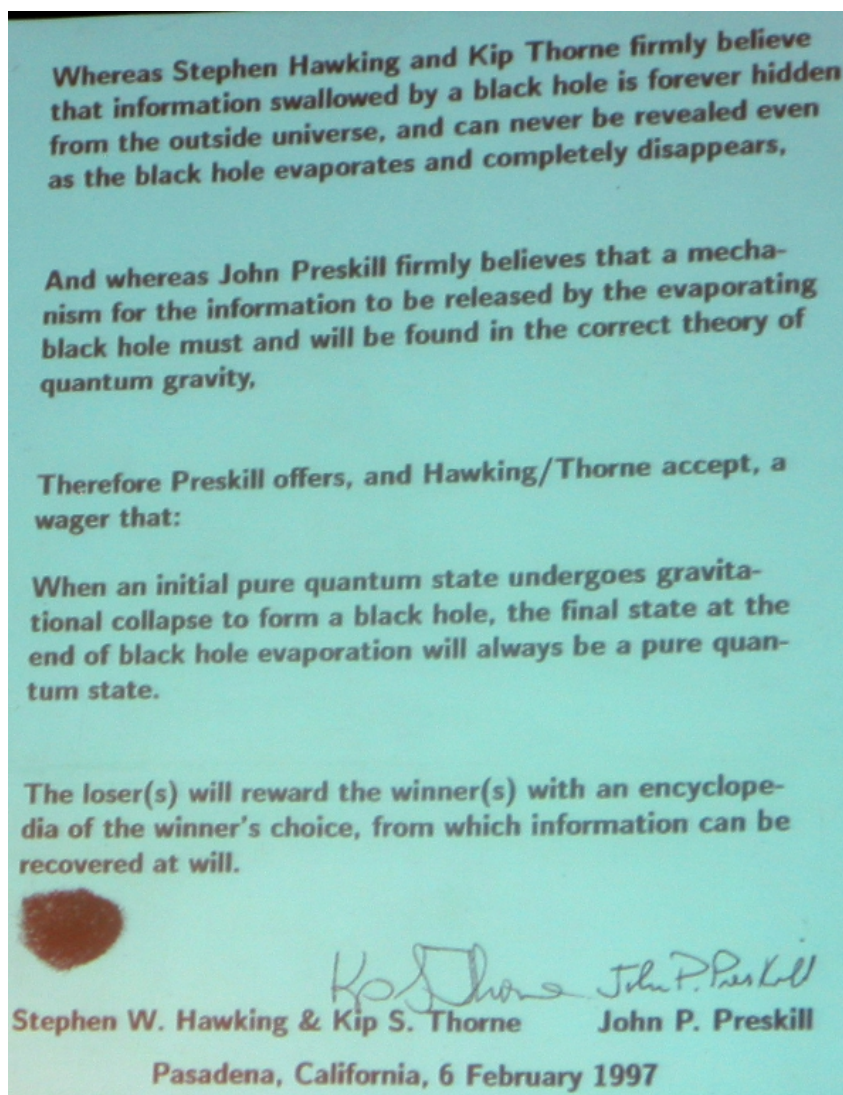 Whereas Stephen Hawking and Kip Thorne firmly believe
that information swallowed by a black hole is forever hidden
from the outside universe, and can never be revealed even
as the black hole evaporates and completely disappears,
And whereas John Preskill firmly believes that a mecha-
nism for the information to be released by the evaporating
black hole must and will be found in the correct theory of
quantum gravity,
Therefore Preskill offers, and Hawking/Thorne accept, a
wager that:
When an initial pure quantum state undergoes gravita-
tional collapse to form a black hole, the final state at the
end of black hole evaporation will always be a pure quan-
tum state.
The loser(s) will reward the winner(s) with an encyclope-
dia of the winner's choice, from which information can be
recovered at will.
Kip S Thorne John P. Preskill
Stephen W. Hawking & Kip S. Thorne John P. Preskill
Pasadena, California, 6 February 1997